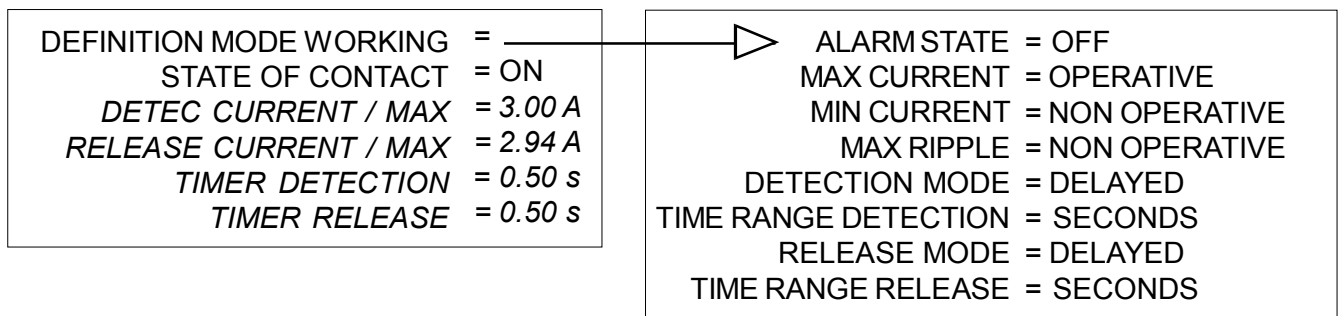 DEFINITION MODE WORKING =
STATE OF CONTACT = ON
DETEC CURRENT / MAX = 3.00 A
RELEASE CURRENT / MAX = 2.94 A
TIMER DETECTION = 0.50 s
TIMER RELEASE = 0.50 s
ALARM STATE = OFF
MAX CURRENT = OPERATIVE
MIN CURRENT = NON OPERATIVE
MAX RIPPLE = NON OPERATIVE
DETECTION MODE = DELAYED
TIME RANGE DETECTION = SECONDS
RELEASE MODE = DELAYED
TIME RANGE RELEASE = SECONDS